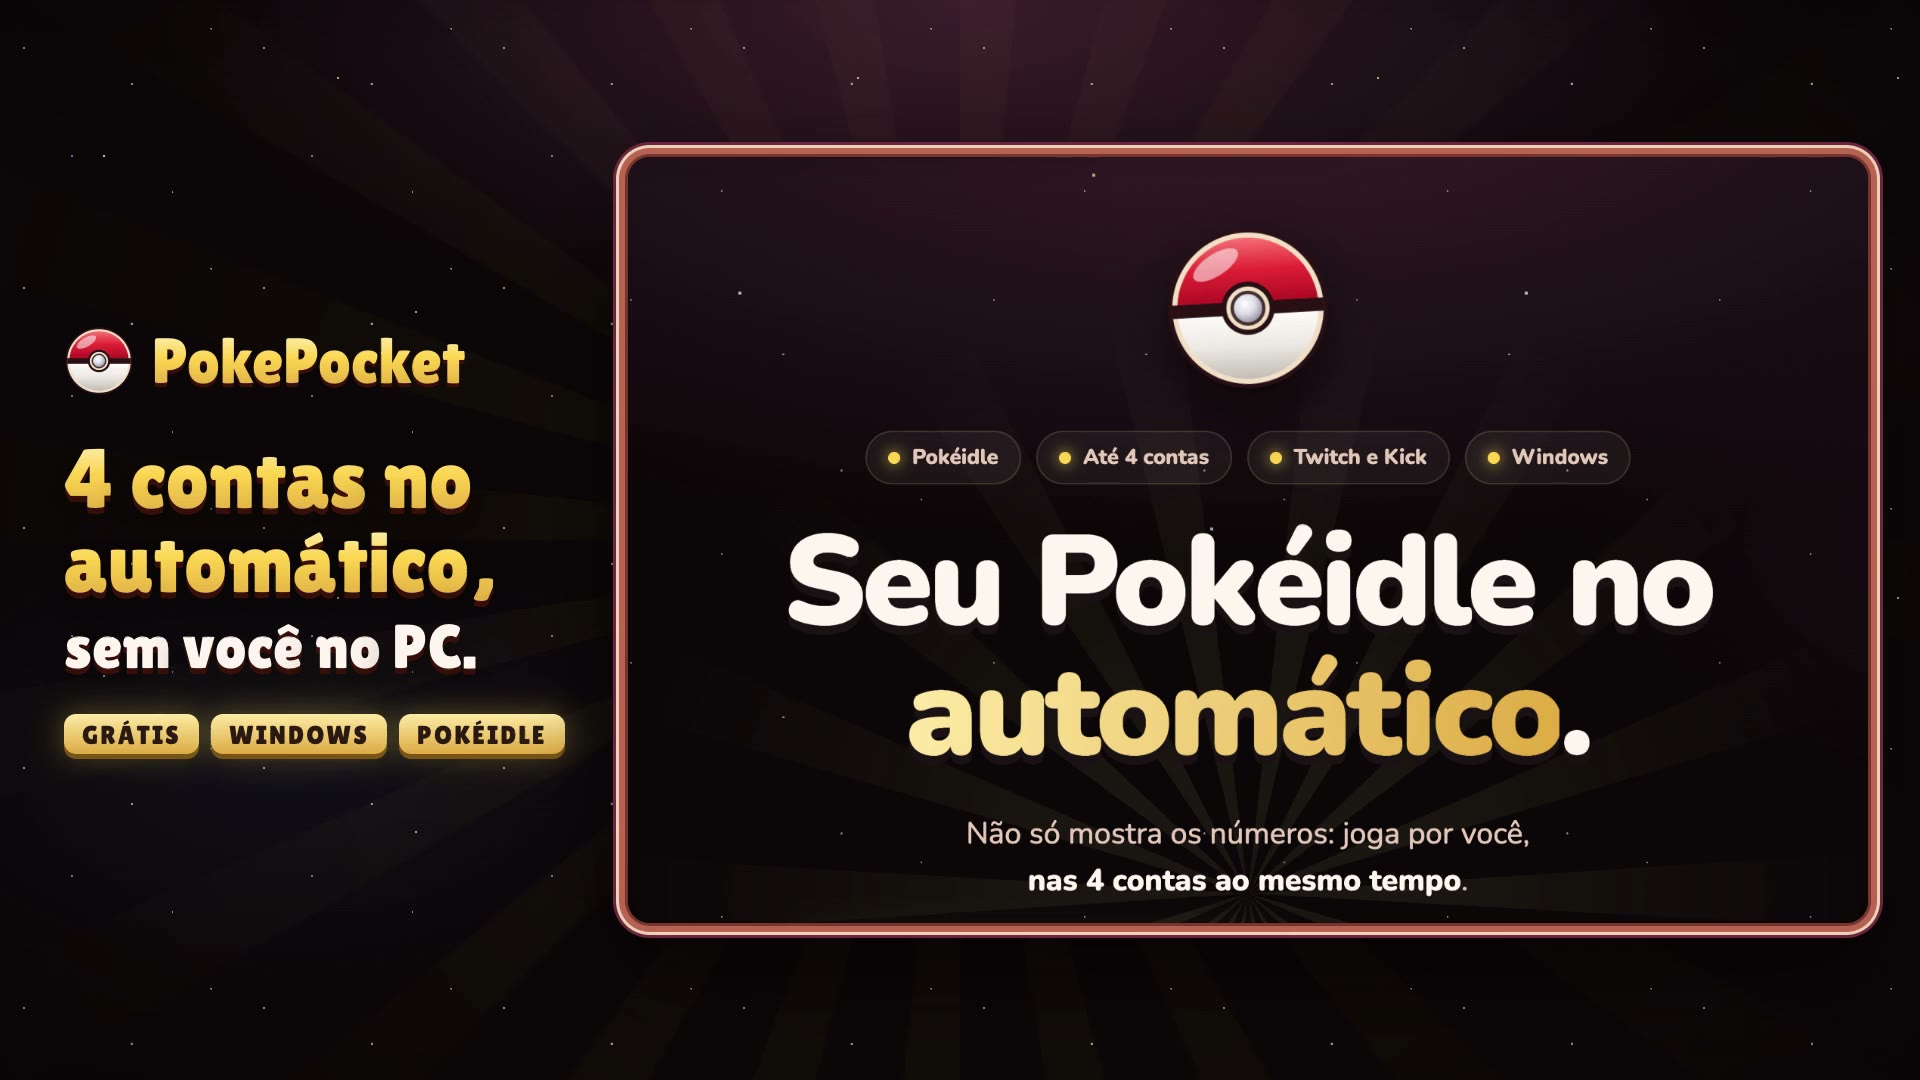 PokePocket
4 contas no
automático,
sem você no PC.
GRÁTIS WINDOWS POKÉIDLE
Pokéidle Até 4 contas Twitch e Kick Windows
Seu Pokéidle no
automático.
Não só mostra os números: joga por você,
nas 4 contas ao mesmo tempo.